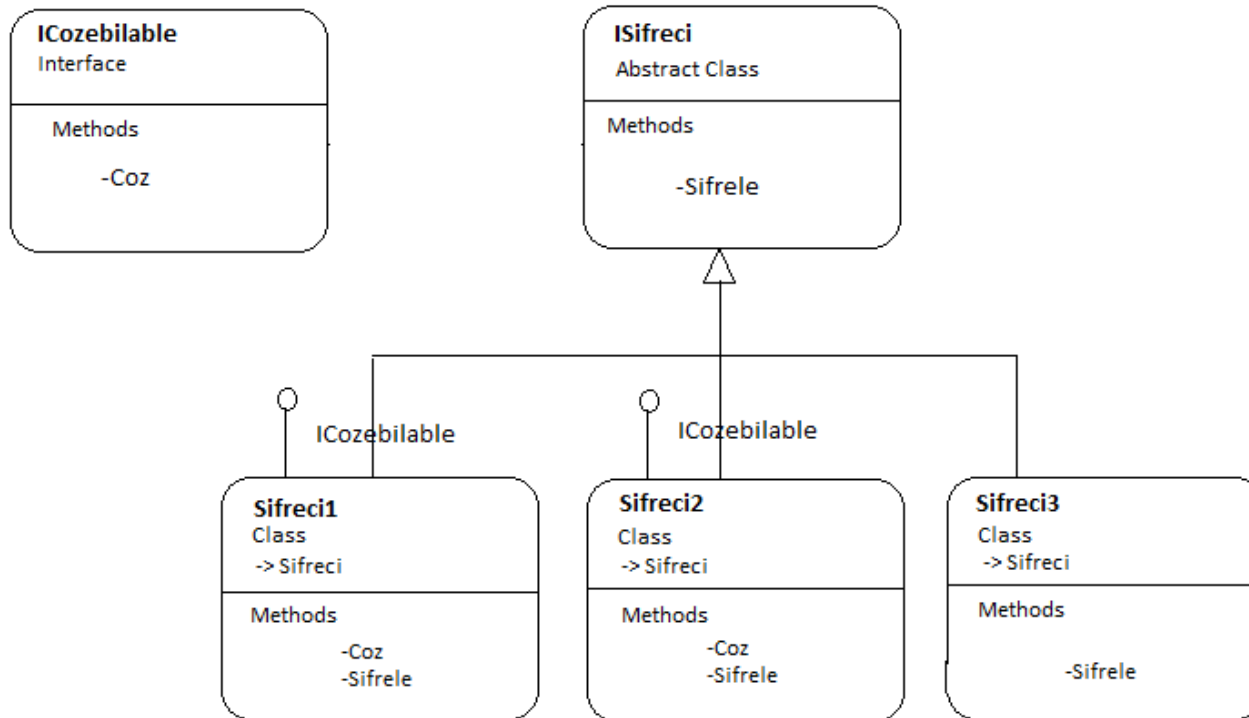 ICozebilable
Interface
Methods
-Coz
ISifreci
Abstract Class
Methods
-Sifrele
ICozebilable
ICozebilable
Sifreci1
Class
-> Sifreci
Methods
-Coz
-Sifrele
Sifreci2
Class
-> Sifreci
Methods
-Coz
-Sifrele
Sifreci3
Class
-> Sifreci
Methods
-Sifrele